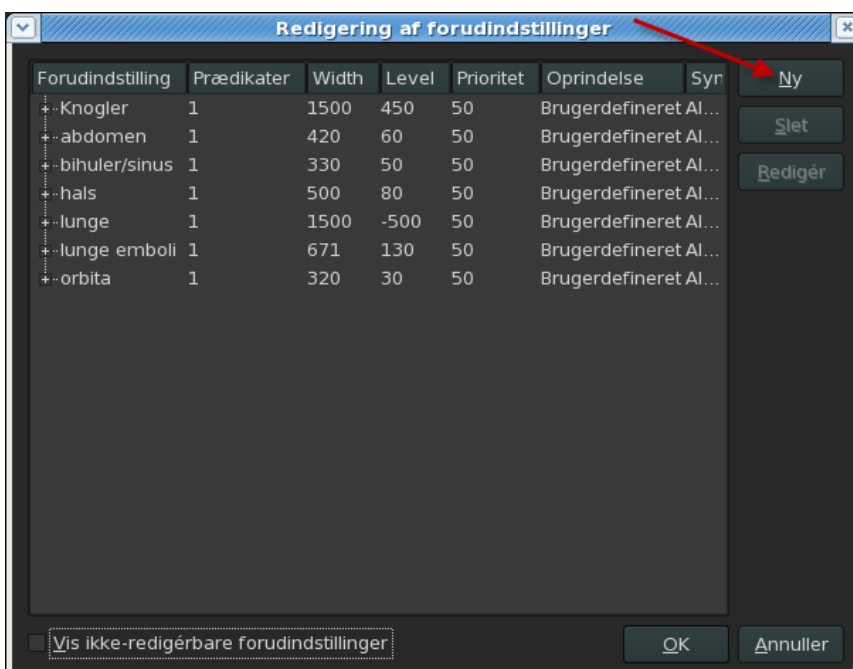 Redigering af forudindstillinger
Forudindstilling Prædikater Width Level Prioritet Oprindelse Syn
Knogler 1 1500 450 50 Brugerdefineret Al...
abdomen 1 420 60 50 Brugerdefineret Al...
bihuler/sinus 1 330 50 50 Brugerdefineret Al...
hals 1 500 80 50 Brugerdefineret Al...
lunge 1 1500 -500 50 Brugerdefineret Al...
lunge emboli 1 671 130 50 Brugerdefineret Al...
orbita 1 320 30 50 Brugerdefineret Al...
Ny
Slet
Redigér
Vis ikke-redigérbare forudindstillinger
OK
Annuller